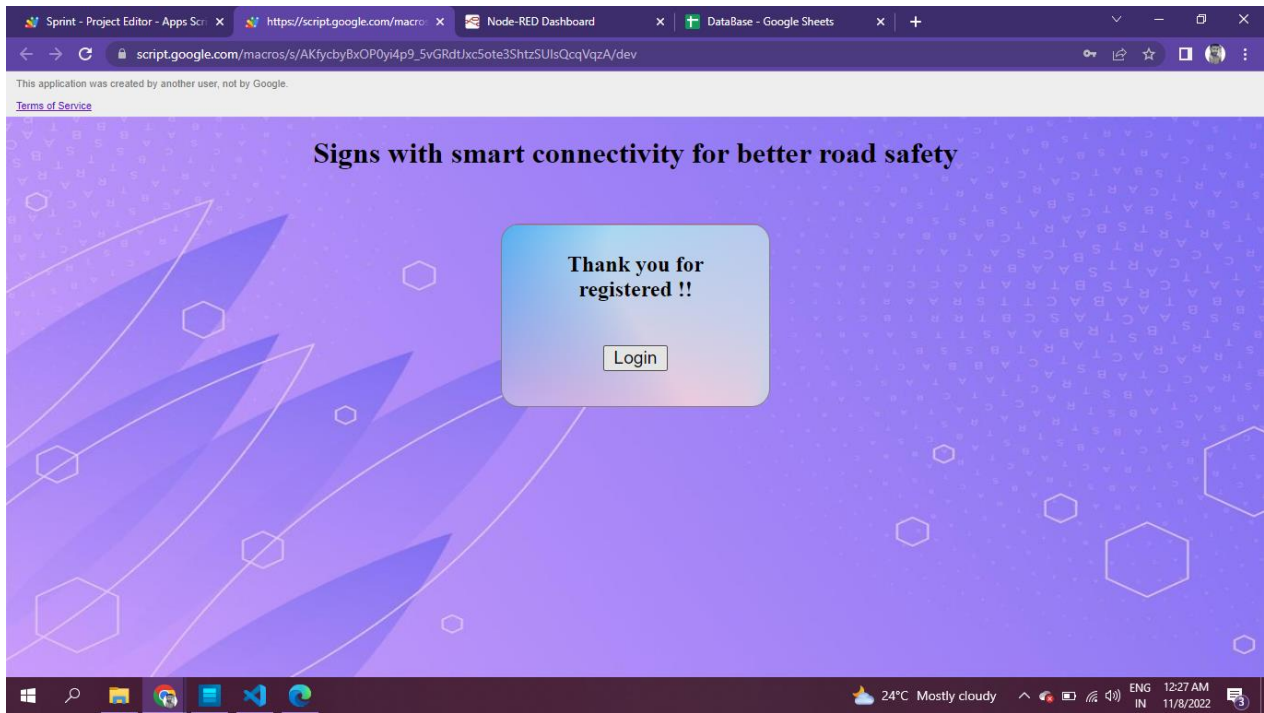 Sprint - Project Editor - Apps Scri
https://script.google.com/macro
Node-RED Dashboard
DataBase - Google Sheets
script.google.com/macros/s/AKfycbyBxOP0yi4p9_5vGRdtJxc5ote3ShtzSUIsQcqVqzA/dev
This application was created by another user, not by Google.
Terms of Service
Signs with smart connectivity for better road safety
Thank you for
registered !!
Login
24°C Mostly cloudy
ENG
IN
12:27 AM
11/8/2022
3